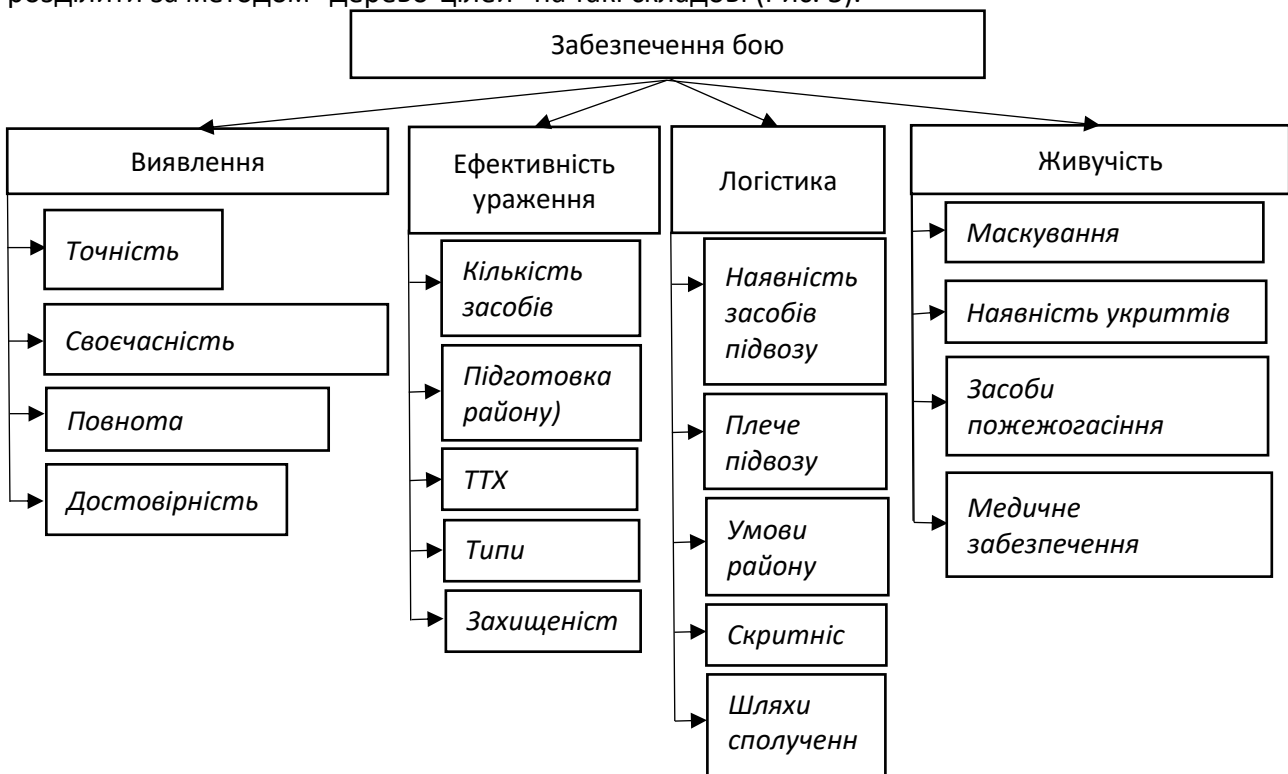 розділити за методом "дерево цілей" на такі складові (Рис. 3).
Забезпечення бою
Виявлення
Точність
Своєчасність
Повнота
Достовірність
Ефективність
ураження
Кількість
засобів
Підготовка
району)
ТТХ
Типи
Захищеніст
Логістика
Наявність
засобів
підвозу
Плече
підвозу
Умови
району
Скритніс
Шляхи
сполученн
Живучість
Маскування
Наявність укриттів
Засоби
пожежогасіння
Медичне
забезпечення